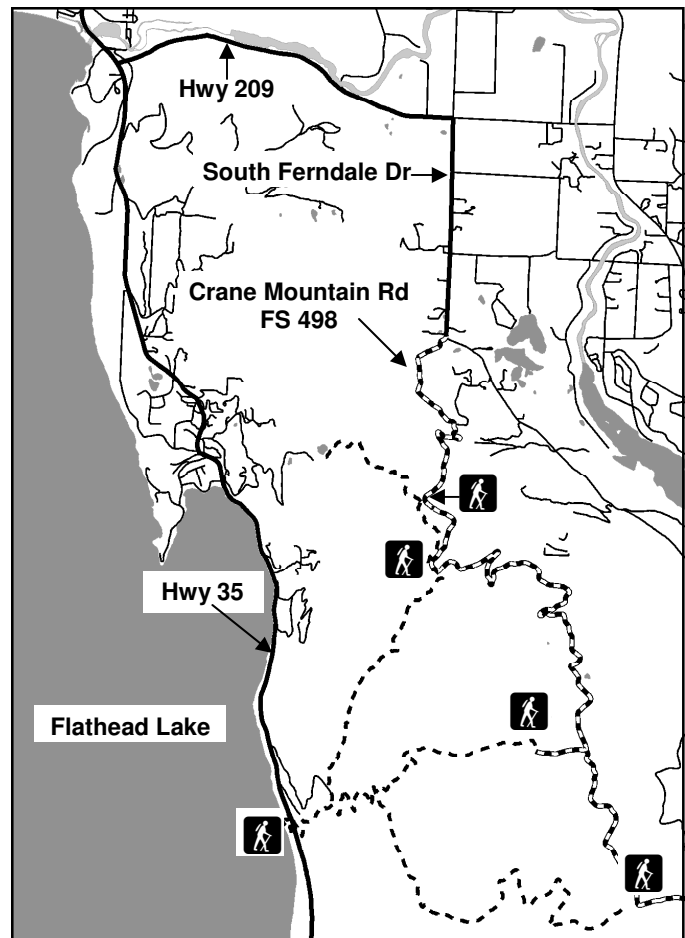 Hwy 209
South Ferndale Dr
Crane Mountain Rd
FS 498
Hwy 35
Flathead Lake